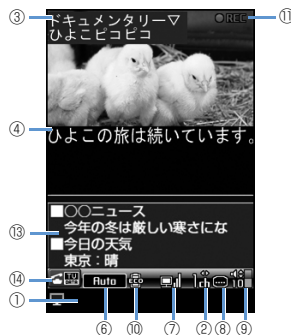 ③
ドキュメンタリー▽
ひよこピコピコ
REC
⑪
④
ひよこの旅は続いています。
■○○ニュース
今年の冬は厳しい寒さにな
■今日の天気
東京：晴
⑬
⑭
TV
Auto
ECO
1ch
10
①
⑥
⑩
⑦
②
⑧
⑨